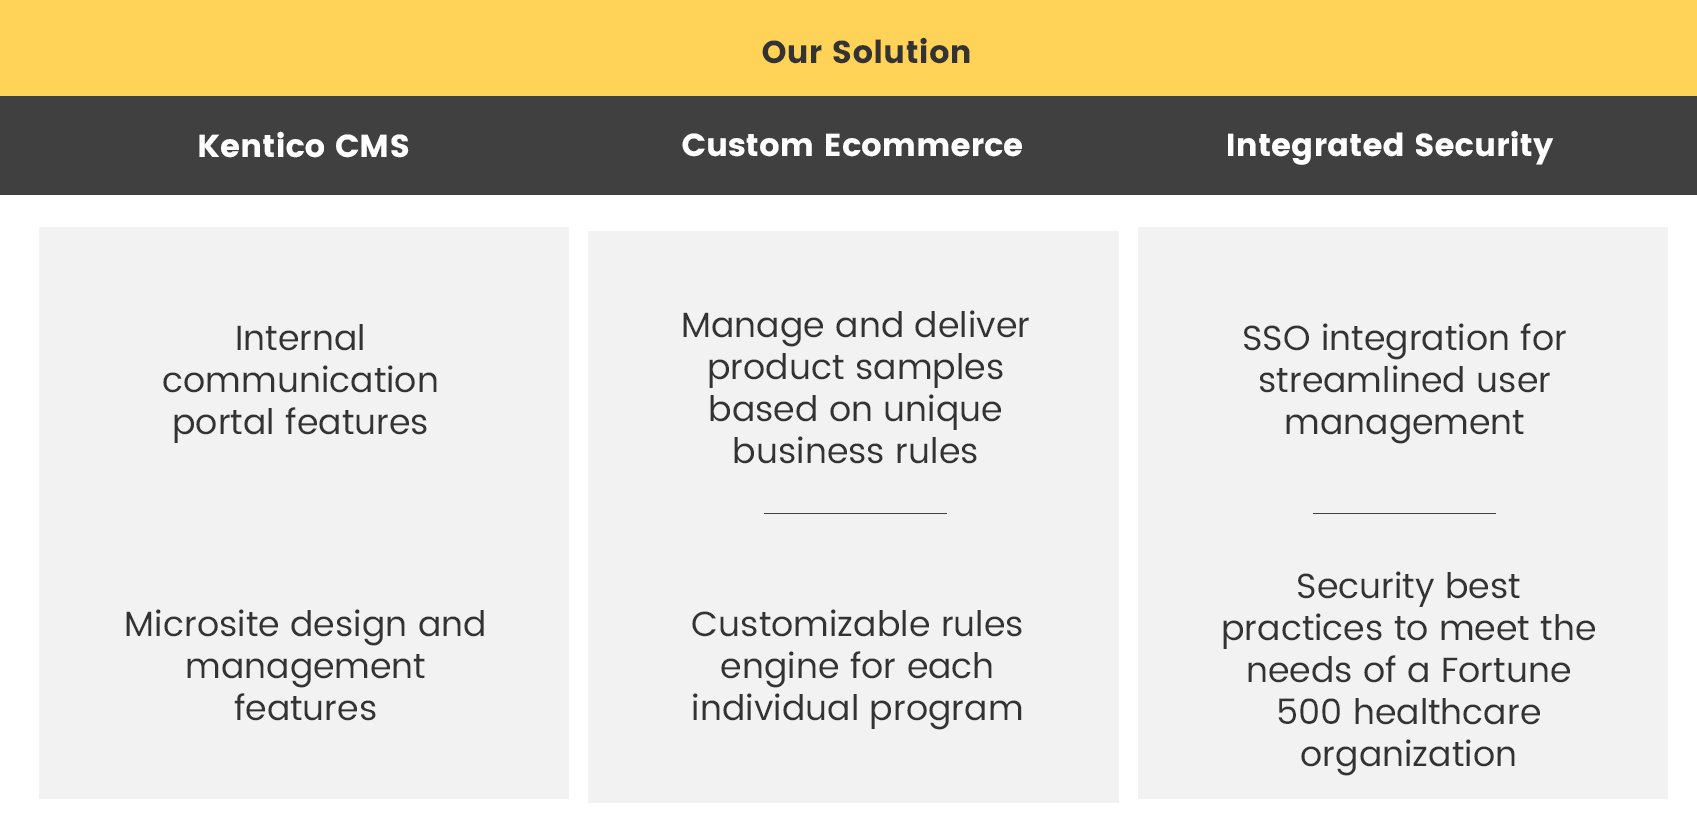 Our Solution
Kentico CMS
Custom Ecommerce
Integrated Security
Internal
communication
portal features
Microsite design and
management
features
Manage and deliver
product samples
based on unique
business rules
Customizable rules
engine for each
individual program
SSO integration for
streamlined user
management
Security best
practices to meet the
needs of a Fortune
500 healthcare
organization